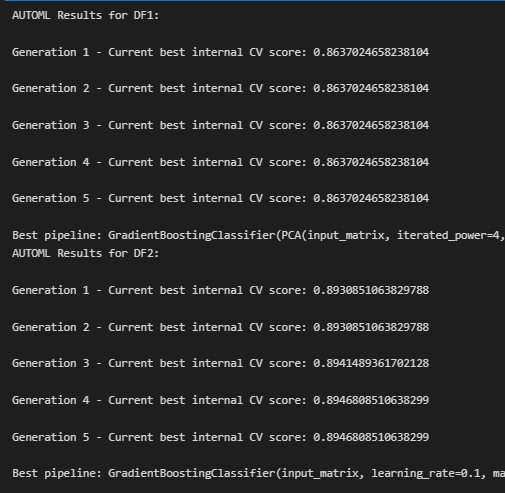 AUTOML Results for DF1:
Generation 1 - Current best internal CV score: 0.8637024658238104
Generation 2 - Current best internal CV score: 0.8637024658238104
Generation 3 - Current best internal CV score: 0.8637024658238104
Generation 4 - Current best internal CV score: 0.8637024658238104
Generation 5 - Current best internal CV score: 0.8637024658238104
Best pipeline: GradientBoostingClassifier(PCA(input_matrix, iterated_power=4,
AUTOML Results for DF2:
Generation 1 - Current best internal CV score: 0.8930851063829788
Generation 2 - Current best internal CV score: 0.8930851063829788
Generation 3 - Current best internal CV score: 0.8941489361702128
Generation 4 - Current best internal CV score: 0.8946808510638299
Generation 5 - Current best internal CV score: 0.8946808510638299
Best pipeline: GradientBoostingClassifier(input_matrix, learning_rate=0.1, ma